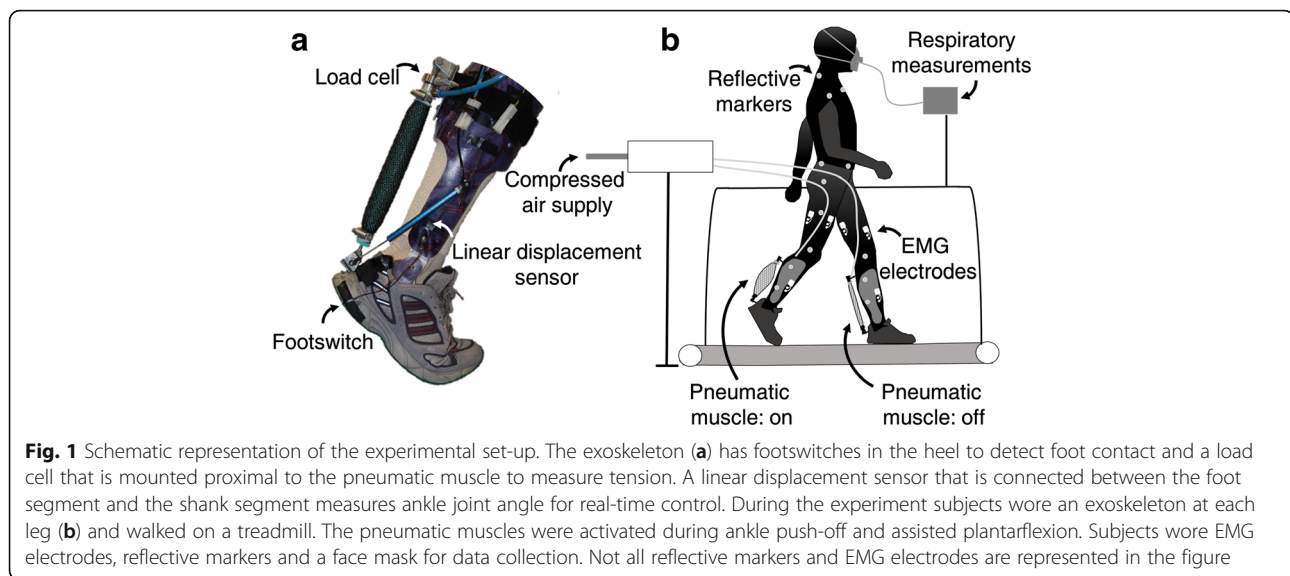 a
Load cell
Linear displacement
sensor
Footswitch
b
Reflective
markers
Respiratory
measurements
Compressed
air supply
EMG
electrodes
Pneumatic
muscle: on
Pneumatic
muscle: off
Fig. 1 Schematic representation of the experimental set-up. The exoskeleton (a) has footswitches in the heel to detect foot contact and a load
cell that is mounted proximal to the pneumatic muscle to measure tension. A linear displacement sensor that is connected between the foot
segment and the shank segment measures ankle joint angle for real-time control. During the experiment subjects wore an exoskeleton at each
leg (b) and walked on a treadmill. The pneumatic muscles were activated during ankle push-off and assisted plantarflexion. Subjects wore EMG
electrodes, reflective markers and a face mask for data collection. Not all reflective markers and EMG electrodes are represented in the figure